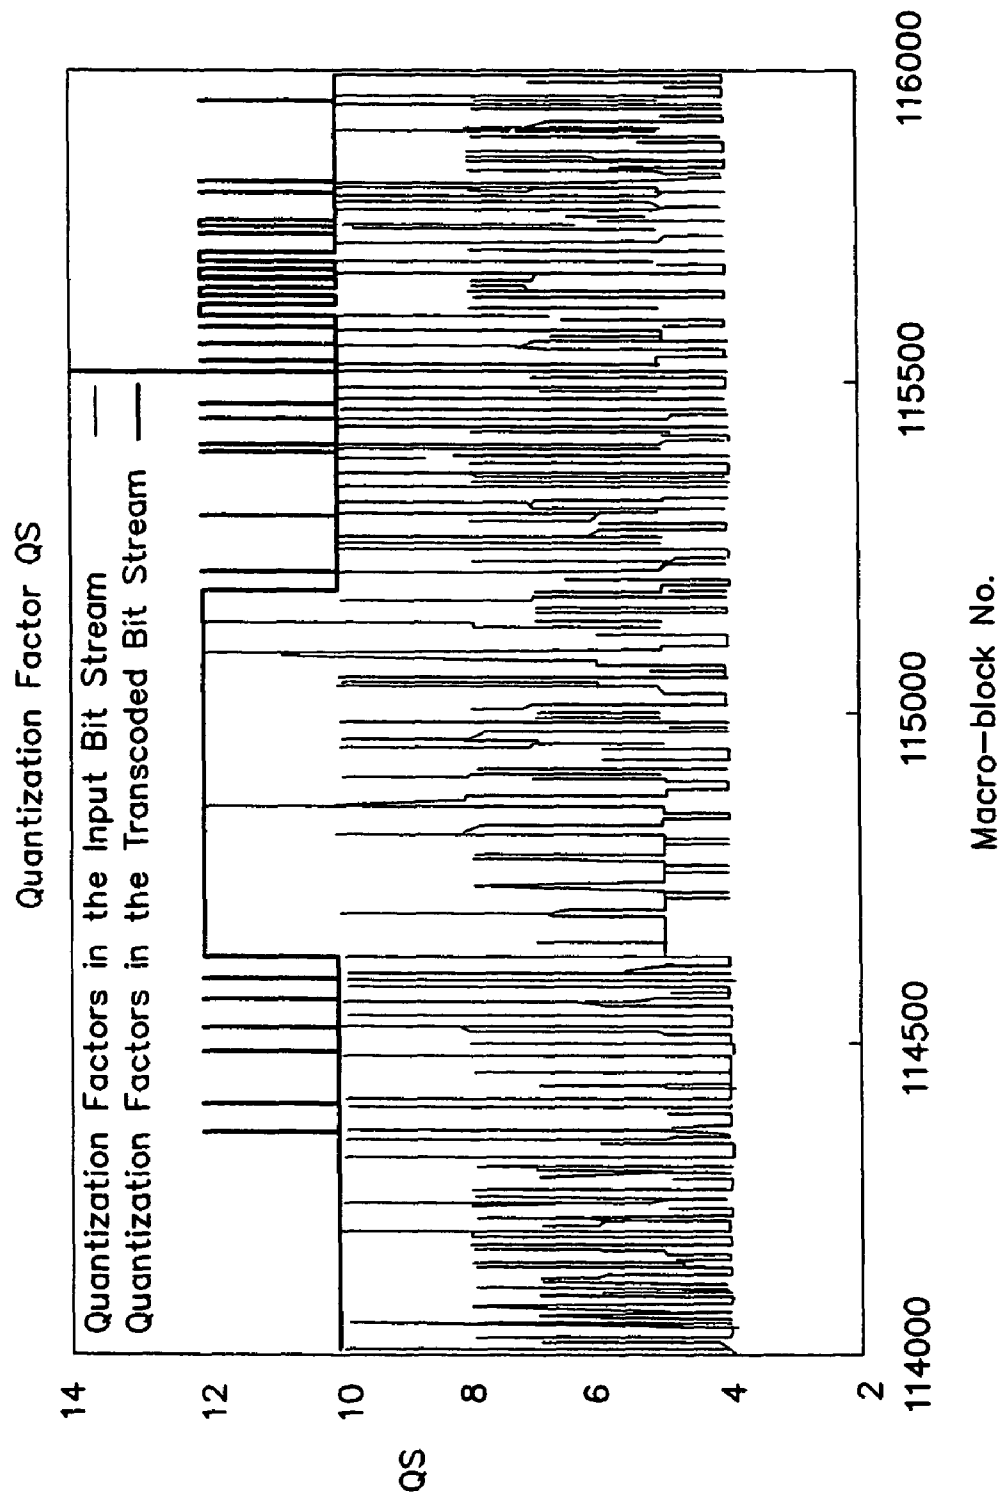 Quantization Factor QS
Quantization Factors in the Input Bit Stream
Quantization Factors in the Transcoded Bit Stream
QS
14
12
10
8
6
4
2
114000
114500
115000
115500
116000
Macro-block No.